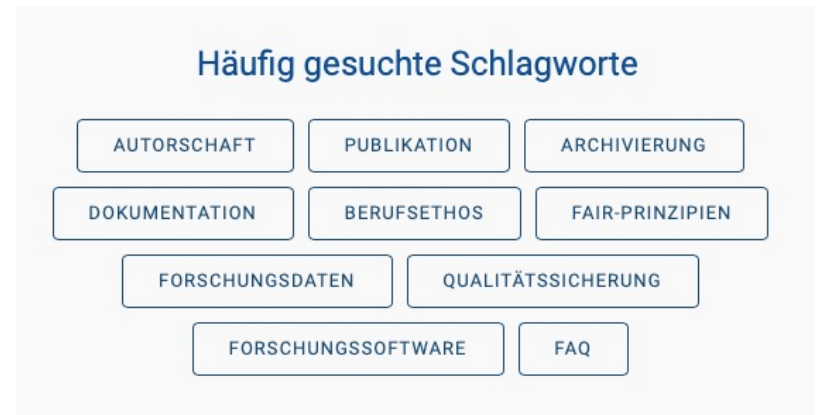 Häufig gesuchte Schlagworte
AUTORSCHAFT PUBLIKATION ARCHIVIERUNG
DOKUMENTATION BERUFSETHOS FAIR-PRINZIPIEN
FORSCHUNGSDATEN QUALITÄTSSICHERUNG
FORSCHUNGSSOFTWARE FAQ